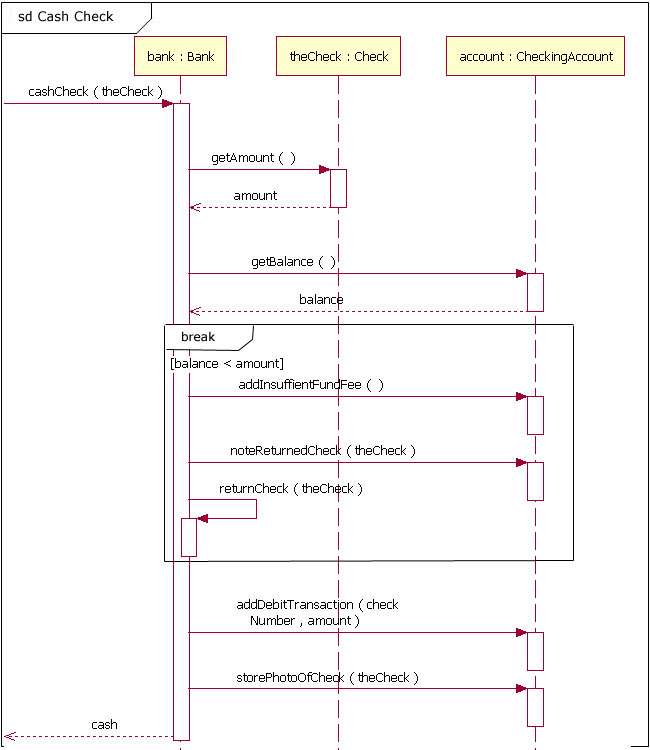 sd Cash Check
bank : Bank
theCheck : Check
account : CheckingAccount
cashCheck ( theCheck )
getAmount (  )
amount
getBalance (  )
balance
break
[balance < amount]
addInsuffientFundFee (  )
noteReturnedCheck ( theCheck )
returnCheck ( theCheck )
addDebitTransaction ( check
Number , amount )
storePhotoOfCheck ( theCheck )
cash